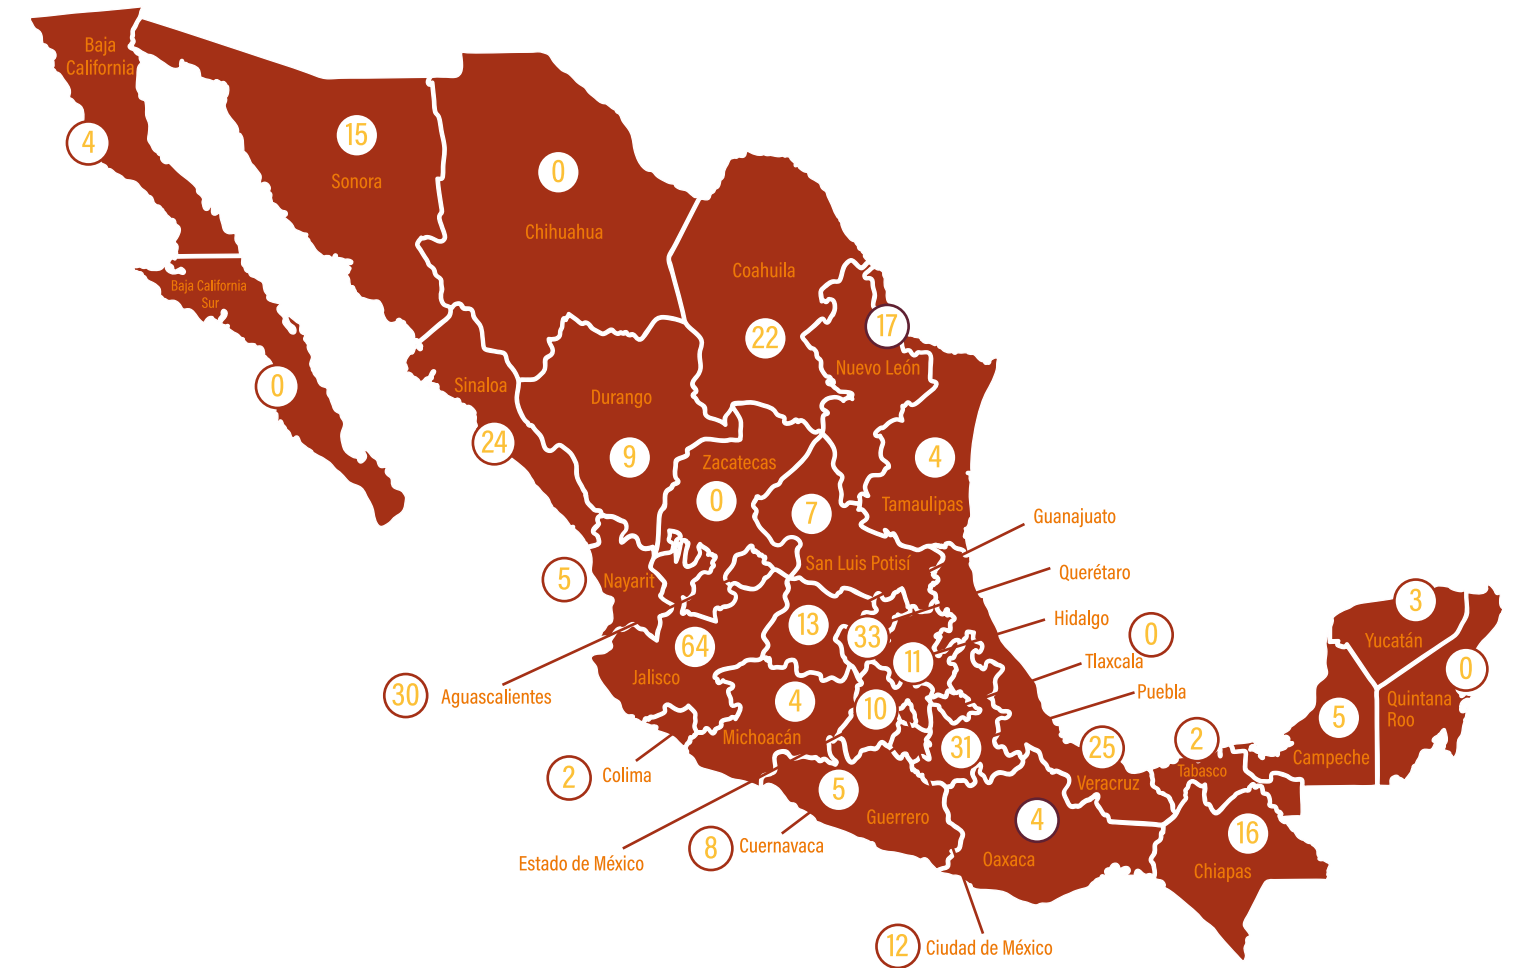 Baja
California
4
15
Sonora
0
Chihuahua
Baja California
Sur
0
Coahuila
22
17
Nuevo León
Sinaloa
24
Durango
9
Zacatecas
0
7
San Luis Potisí
4
Tamaulipas
Guanajuato
Querétaro
Hidalgo
0
Tlaxcala
Puebla
5
Nayarit
64
Jalisco
13
33
11
30
Aguascalientes
4
Michoacán
10
31
2
Colima
5
Guerrero
8
Cuernavaca
Estado de México
25
Veracruz
4
Oaxaca
2
Tabasco
3
Yucatán
0
Quintana
Roo
5
Campeche
16
Chiapas
12
Ciudad de México